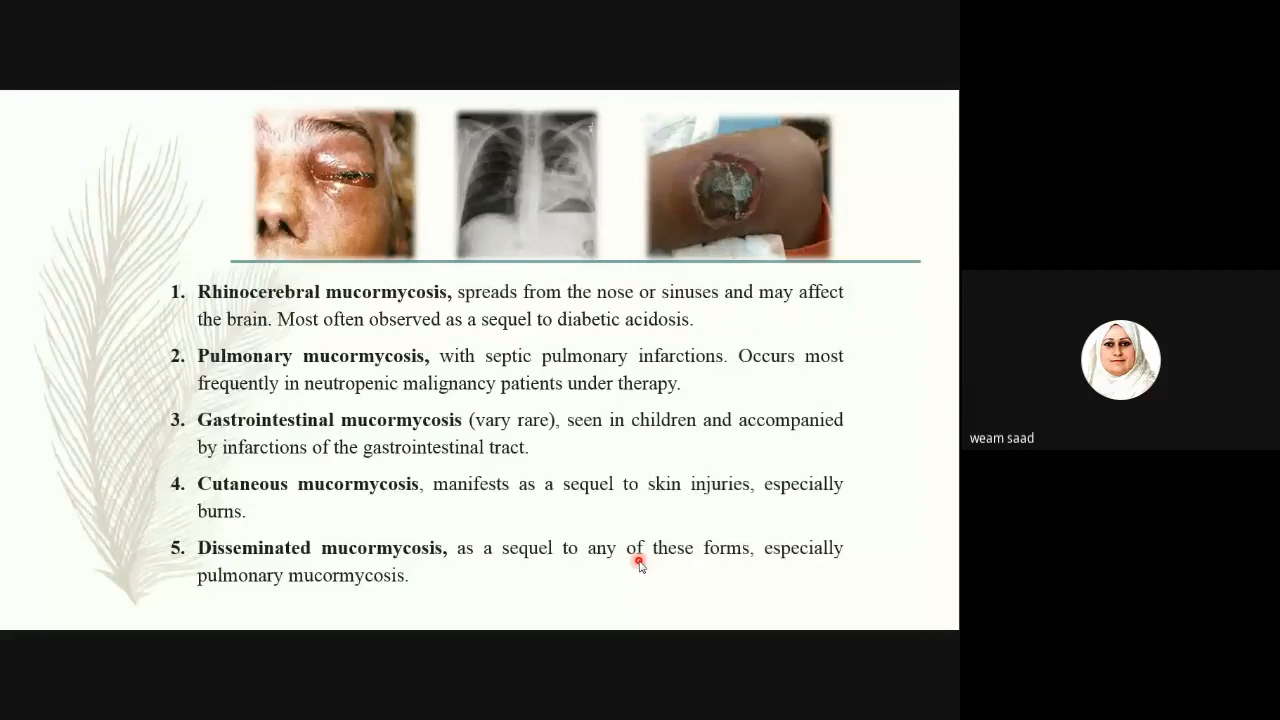 1. Rhinocerebral mucormycosis, spreads from the nose or sinuses and may affect
the brain. Most often observed as a sequel to diabetic acidosis.
2. Pulmonary mucormycosis, with septic pulmonary infarctions. Occurs most
frequently in neutropenic malignancy patients under therapy.
3. Gastrointestinal mucormycosis (vary rare), seen in children and accompanied
by infarctions of the gastrointestinal tract.
4. Cutaneous mucormycosis, manifests as a sequel to skin injuries, especially
burns.
5. Disseminated mucormycosis, as a sequel to any of these forms, especially
pulmonary mucormycosis.
weam saad